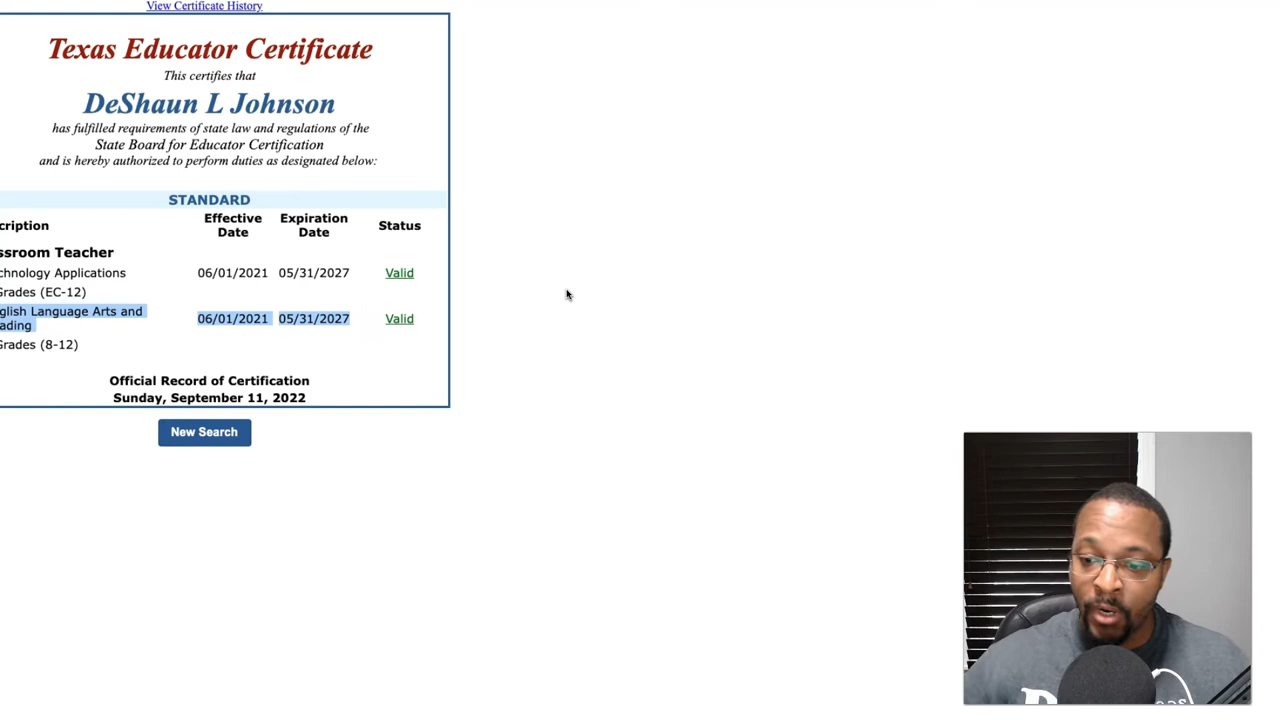 View Certificate History
Texas Educator Certificate
This certifies that
DeShaun L Johnson
has fulfilled requirements of state law and regulations of the
State Board for Educator Certification
and is hereby authorized to perform duties as designated below:
STANDARD
cription Effective Date Expiration Date Status
ssroom Teacher
chnology Applications 06/01/2021 05/31/2027 Valid
Grades (EC-12)
glish Language Arts and
ading 06/01/2021 05/31/2027 Valid
Grades (8-12)
Official Record of Certification
Sunday, September 11, 2022
New Search